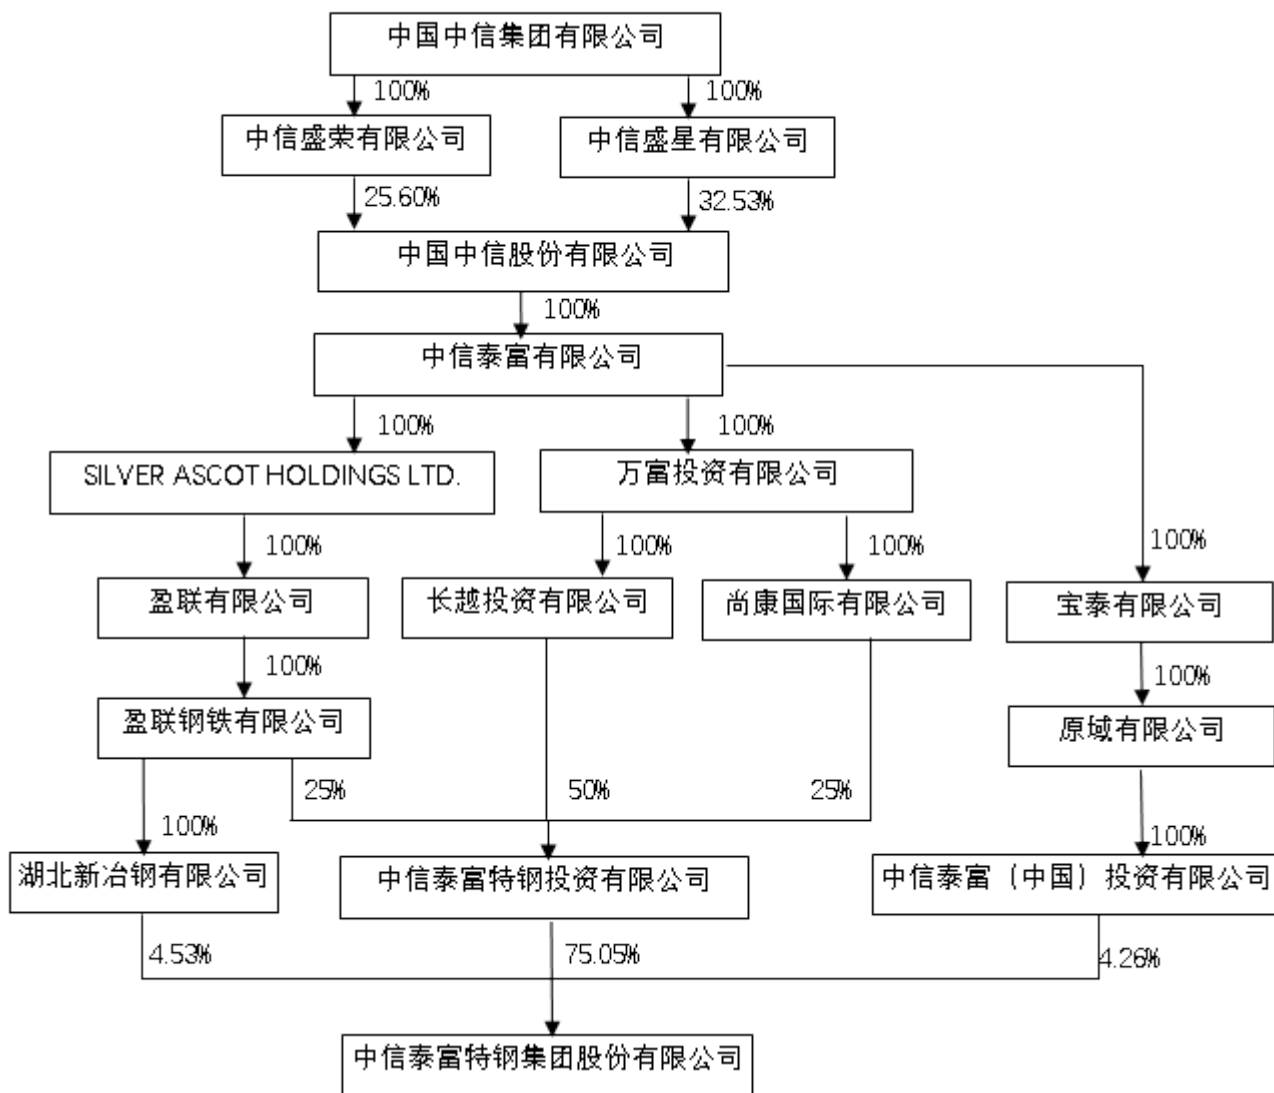 中国中信集团有限公司
100%
100%
中信盛荣有限公司
中信盛星有限公司
25.60%
32.53%
中国中信股份有限公司
100%
中信泰富有限公司
100%
100%
SILVER ASCOT HOLDINGS LTD.
万富投资有限公司
100%
100%
100%
100%
盈联有限公司
长越投资有限公司
尚康国际有限公司
宝泰有限公司
100%
100%
盈联钢铁有限公司
原域有限公司
25%
50%
25%
100%
100%
湖北新冶钢有限公司
中信泰富特钢投资有限公司
中信泰富（中国）投资有限公司
4.53%
75.05%
4.26%
中信泰富特钢集团股份有限公司